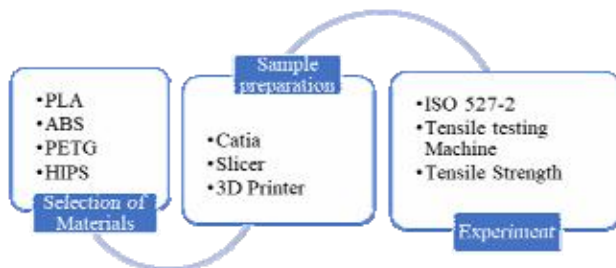 •PLA
•ABS
•PETG
•HIPS
Selection of
Materials
Sample
preparation
•Catia
•Slicer
•3D Printer
•ISO 527-2
•Tensile testing
Machine
•Tensile Strength
Experiment